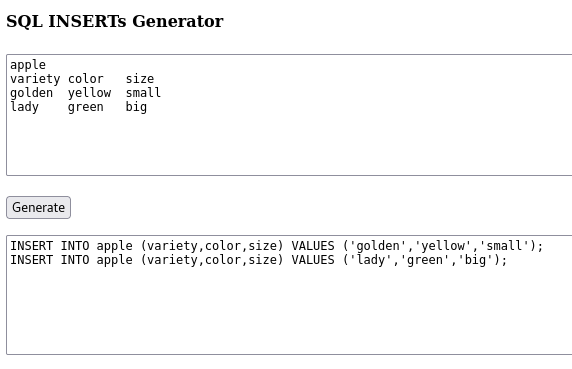 SQL INSERTs Generator
apple
variety color   size
golden  yellow  small
lady    green   big
Generate
INSERT INTO apple (variety,color,size) VALUES ('golden','yellow','small');
INSERT INTO apple (variety,color,size) VALUES ('lady','green','big');